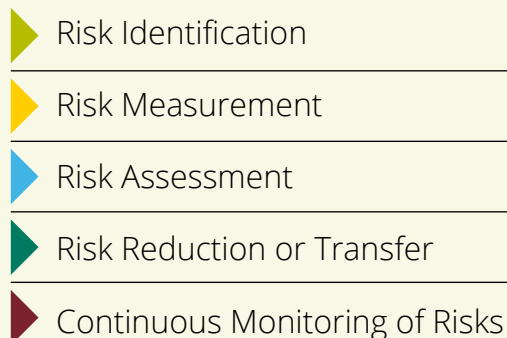 Risk Identification
Risk Measurement
Risk Assessment
Risk Reduction or Transfer
Continuous Monitoring of Risks